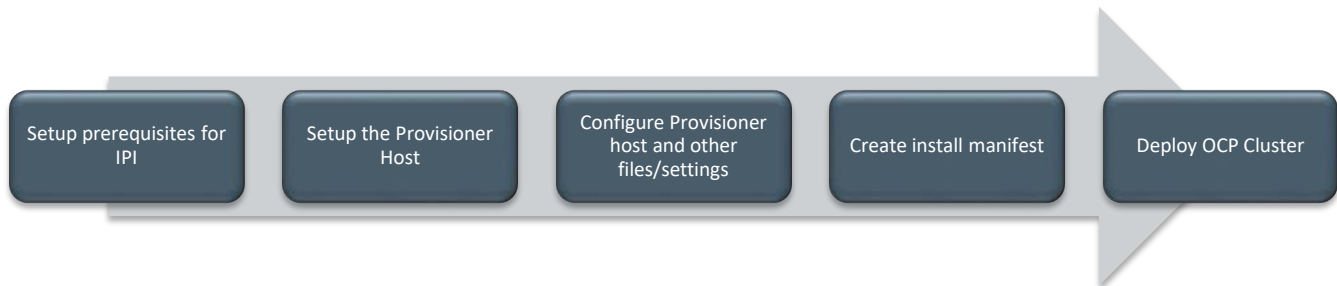 Setup prerequisites for
IPI
Setup the Provisioner
Host
Configure Provisioner
host and other
files/settings
Create install manifest
Deploy OCP Cluster